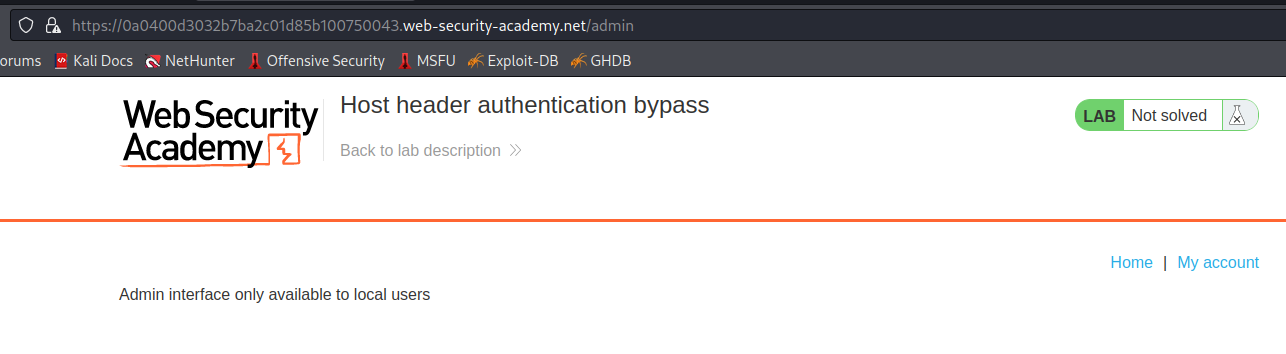 https://0a0400d3032b7ba2c01d85b100750043.web-security-academy.net/admin
orums Kali Docs NetHunter Offensive Security MSFU Exploit-DB GHDB
Web Security
Academy
Host header authentication bypass
Back to lab description
LAB Not solved
Home | My account
Admin interface only available to local users